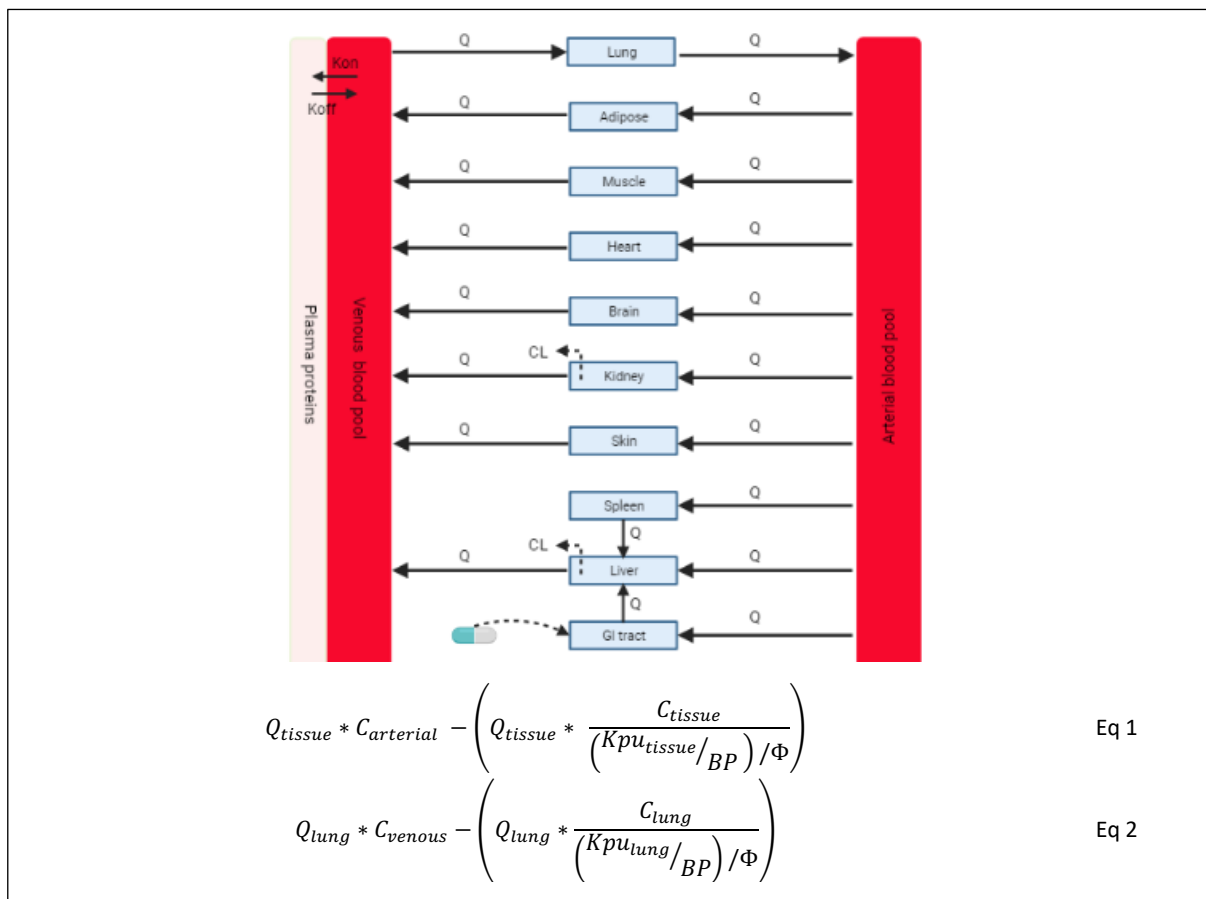 Q Lung Q
Kon
Koff
Q Adipose Q
Q Muscle Q
Q Heart Q
Q Brain Q
CL
Q Kidney Q
Q Skin Q
Spleen Q
Q
CL
Q Liver Q
Q
GI tract Q
Plasma proteins
Venous blood pool
Arterial blood pool
Q_tissue * C_arterial − (Q_tissue * C_tissue / ((Kpu_tissue/BP)/Φ)) Eq 1
Q_lung * C_venous − (Q_lung * C_lung / ((Kpu_lung/BP)/Φ)) Eq 2